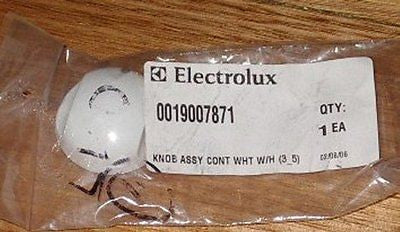 Electrolux
0019007871
QTY:
1 EA
KNOB ASSY CONT WHT W/H (3_5)